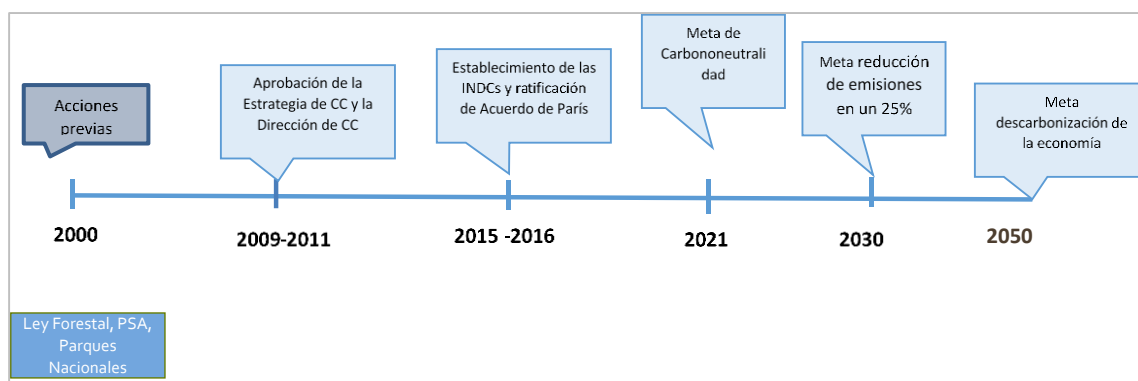 Acciones
previas
Aprobación de la
Estrategia de CC y la
Dirección de CC
Establecimiento de las
INDCs y ratificación
de Acuerdo de París
Meta de
Carbononeutrali
dad
Meta reducción
de emisiones
en un 25%
Meta
descarbonización de
la economía
2000
2009-2011
2015 -2016
2021
2030
2050
Ley Forestal, PSA,
Parques
Nacionales